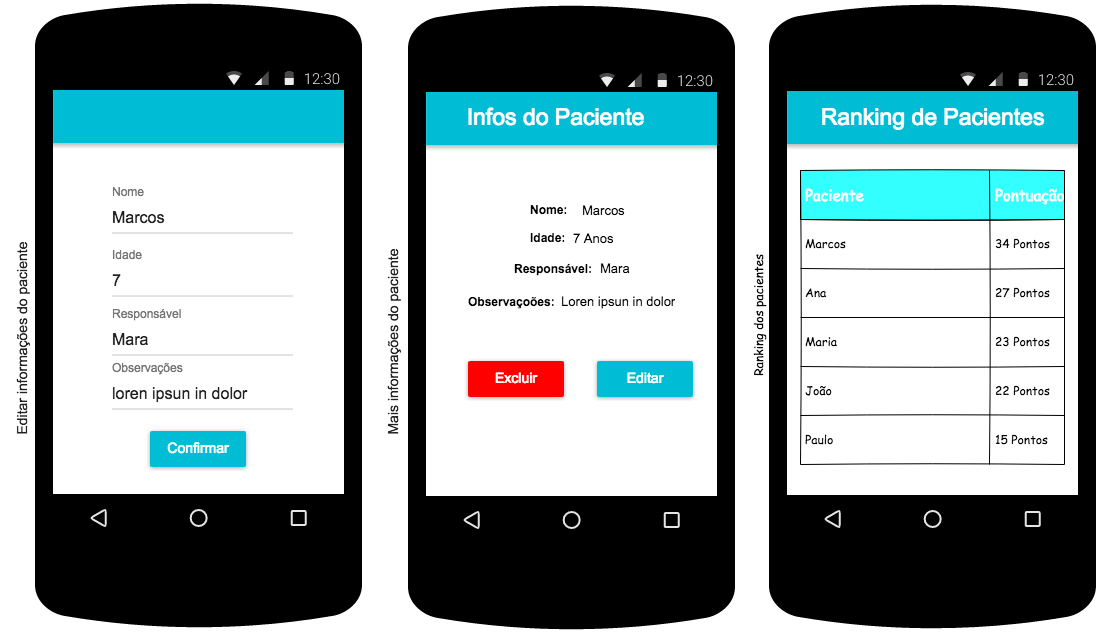 Editar informações do paciente
12:30
Nome
Marcos
Idade
7
Responsável
Mara
Observações
loren ipsun in dolor
Confirmar
Mais informações do paciente
12:30
Infos do Paciente
Nome: Marcos
Idade: 7 Anos
Responsável: Mara
Observaçoões: Loren ipsun in dolor
Excluir Editar
Ranking dos pacientes
12:30
Ranking de Pacientes
Paciente Pontuação
Marcos 34 Pontos
Ana 27 Pontos
Maria 23 Pontos
João 22 Pontos
Paulo 15 Pontos